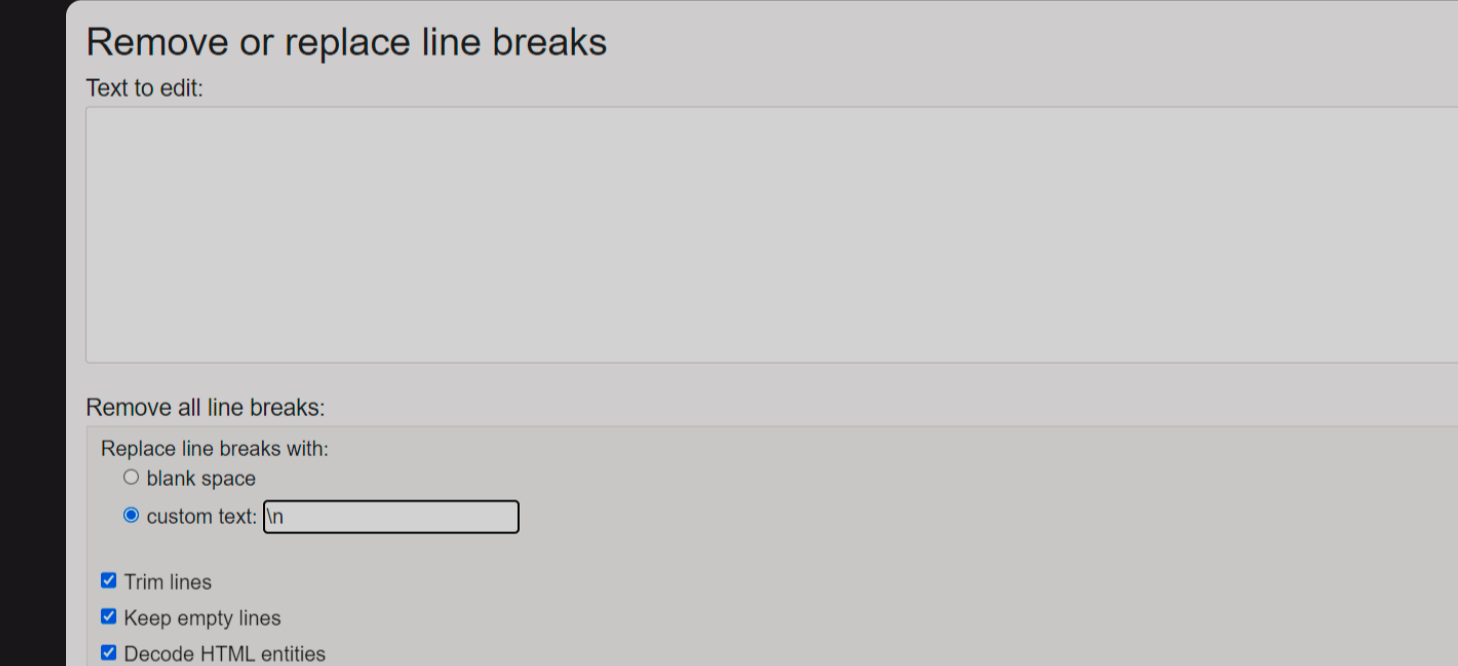 Remove or replace line breaks
Text to edit:
Remove all line breaks:
Replace line breaks with:
blank space
custom text: \n
Trim lines
Keep empty lines
Decode HTML entities